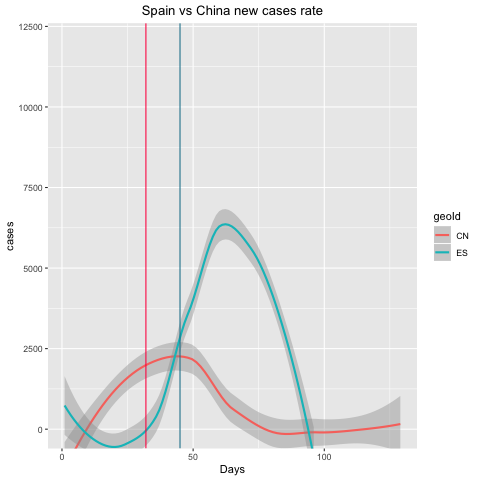 Spain vs China new cases rate
12500
10000
7500
5000
2500
0
cases
0 50 100
Days
geoId
CN
ES